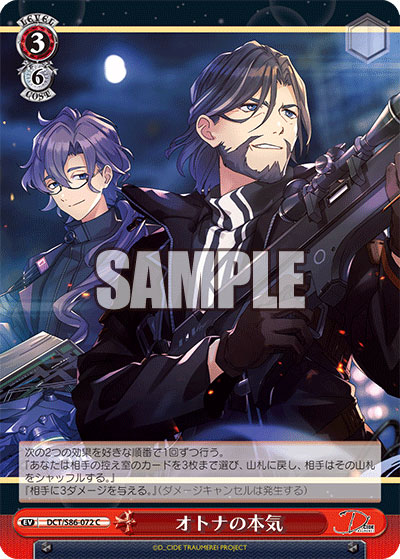 LEVEL
3
6
COST
SAMPLE
次の2つの効果を好きな順番で1回ずつ行う。
『あなたは相手の控え室のカードを3枚まで選び、山札に戻し、相手はその山札
をシャッフルする。』
『相手に3ダメージを与える。』(ダメージキャンセルは発生する)
EV
DCT/S86-072 C
オトナの本気
©D_CIDE TRAUMEREI PROJECT